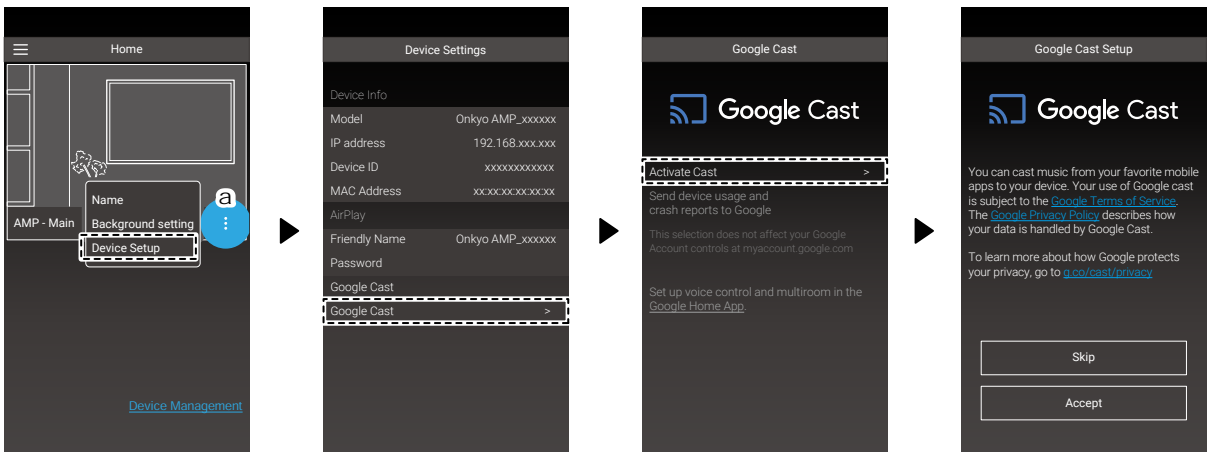 Home
Name
a
AMP - Main
Background setting
Device Setup
Device Management
Device Settings
Device Info
Model Onkyo AMP_xxxxxx
IP address 192.168.xxx.xxx
Device ID xxxxxxxxxxxx
MAC Address xx:xx:xx:xx:xx:xx
AirPlay
Friendly Name Onkyo AMP_xxxxxx
Password
Google Cast
Google Cast >
Google Cast
Google Cast
Activate Cast >
Send device usage and
crash reports to Google
This selection does not affect your Google
Account controls at myaccount.google.com
Set up voice control and multiroom in the
Google Home App.
Google Cast Setup
Google Cast
You can cast music from your favorite mobile
apps to your device. Your use of Google cast
is subject to the Google Terms of Service.
The Google Privacy Policy describes how
your data is handled by Google Cast.
To learn more about how Google protects
your privacy, go to g.co/cast/privacy
Skip
Accept